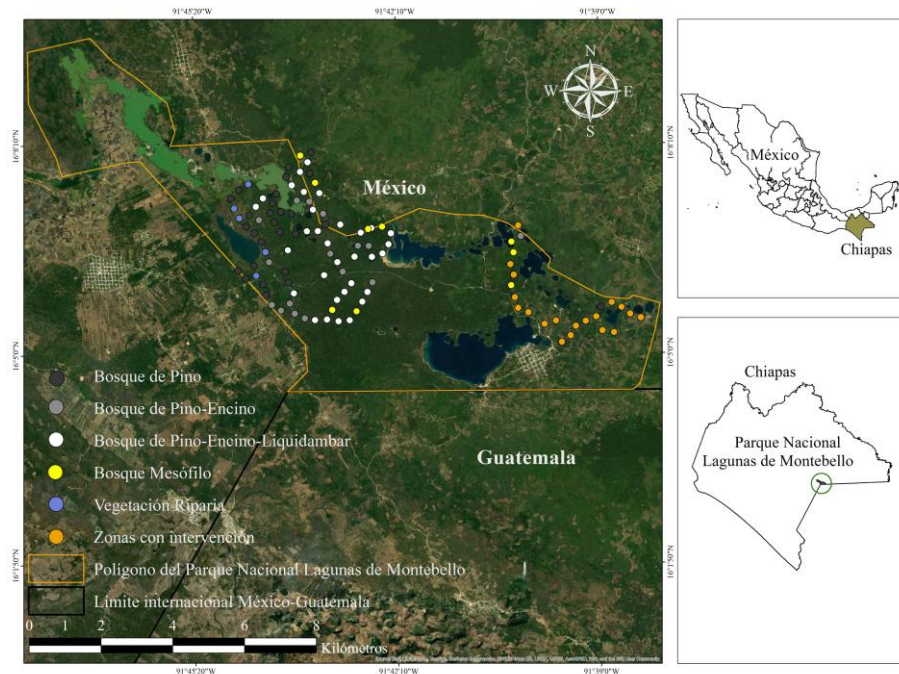 91°45'20"W
91°42'10"W
91°39'0"W
N
W
E
S
16°8'10"N
16°8'10"N
México
16°5'0"N
16°5'0"N
Bosque de Pino
Bosque de Pino-Encino
Bosque de Pino-Encino-Liquidambar
Bosque Mesófilo
Vegetación Riparia
Zonas con intervención
Polígono del Parque Nacional Lagunas de Montebello
Límite internacional México-Guatemala
Guatemala
16°1'50"N
16°1'50"N
0 1 2 4 6 8
Kilómetros
91°45'20"W
91°42'10"W
91°39'0"W
México
Chiapas
Chiapas
Parque Nacional
Lagunas de Montebello